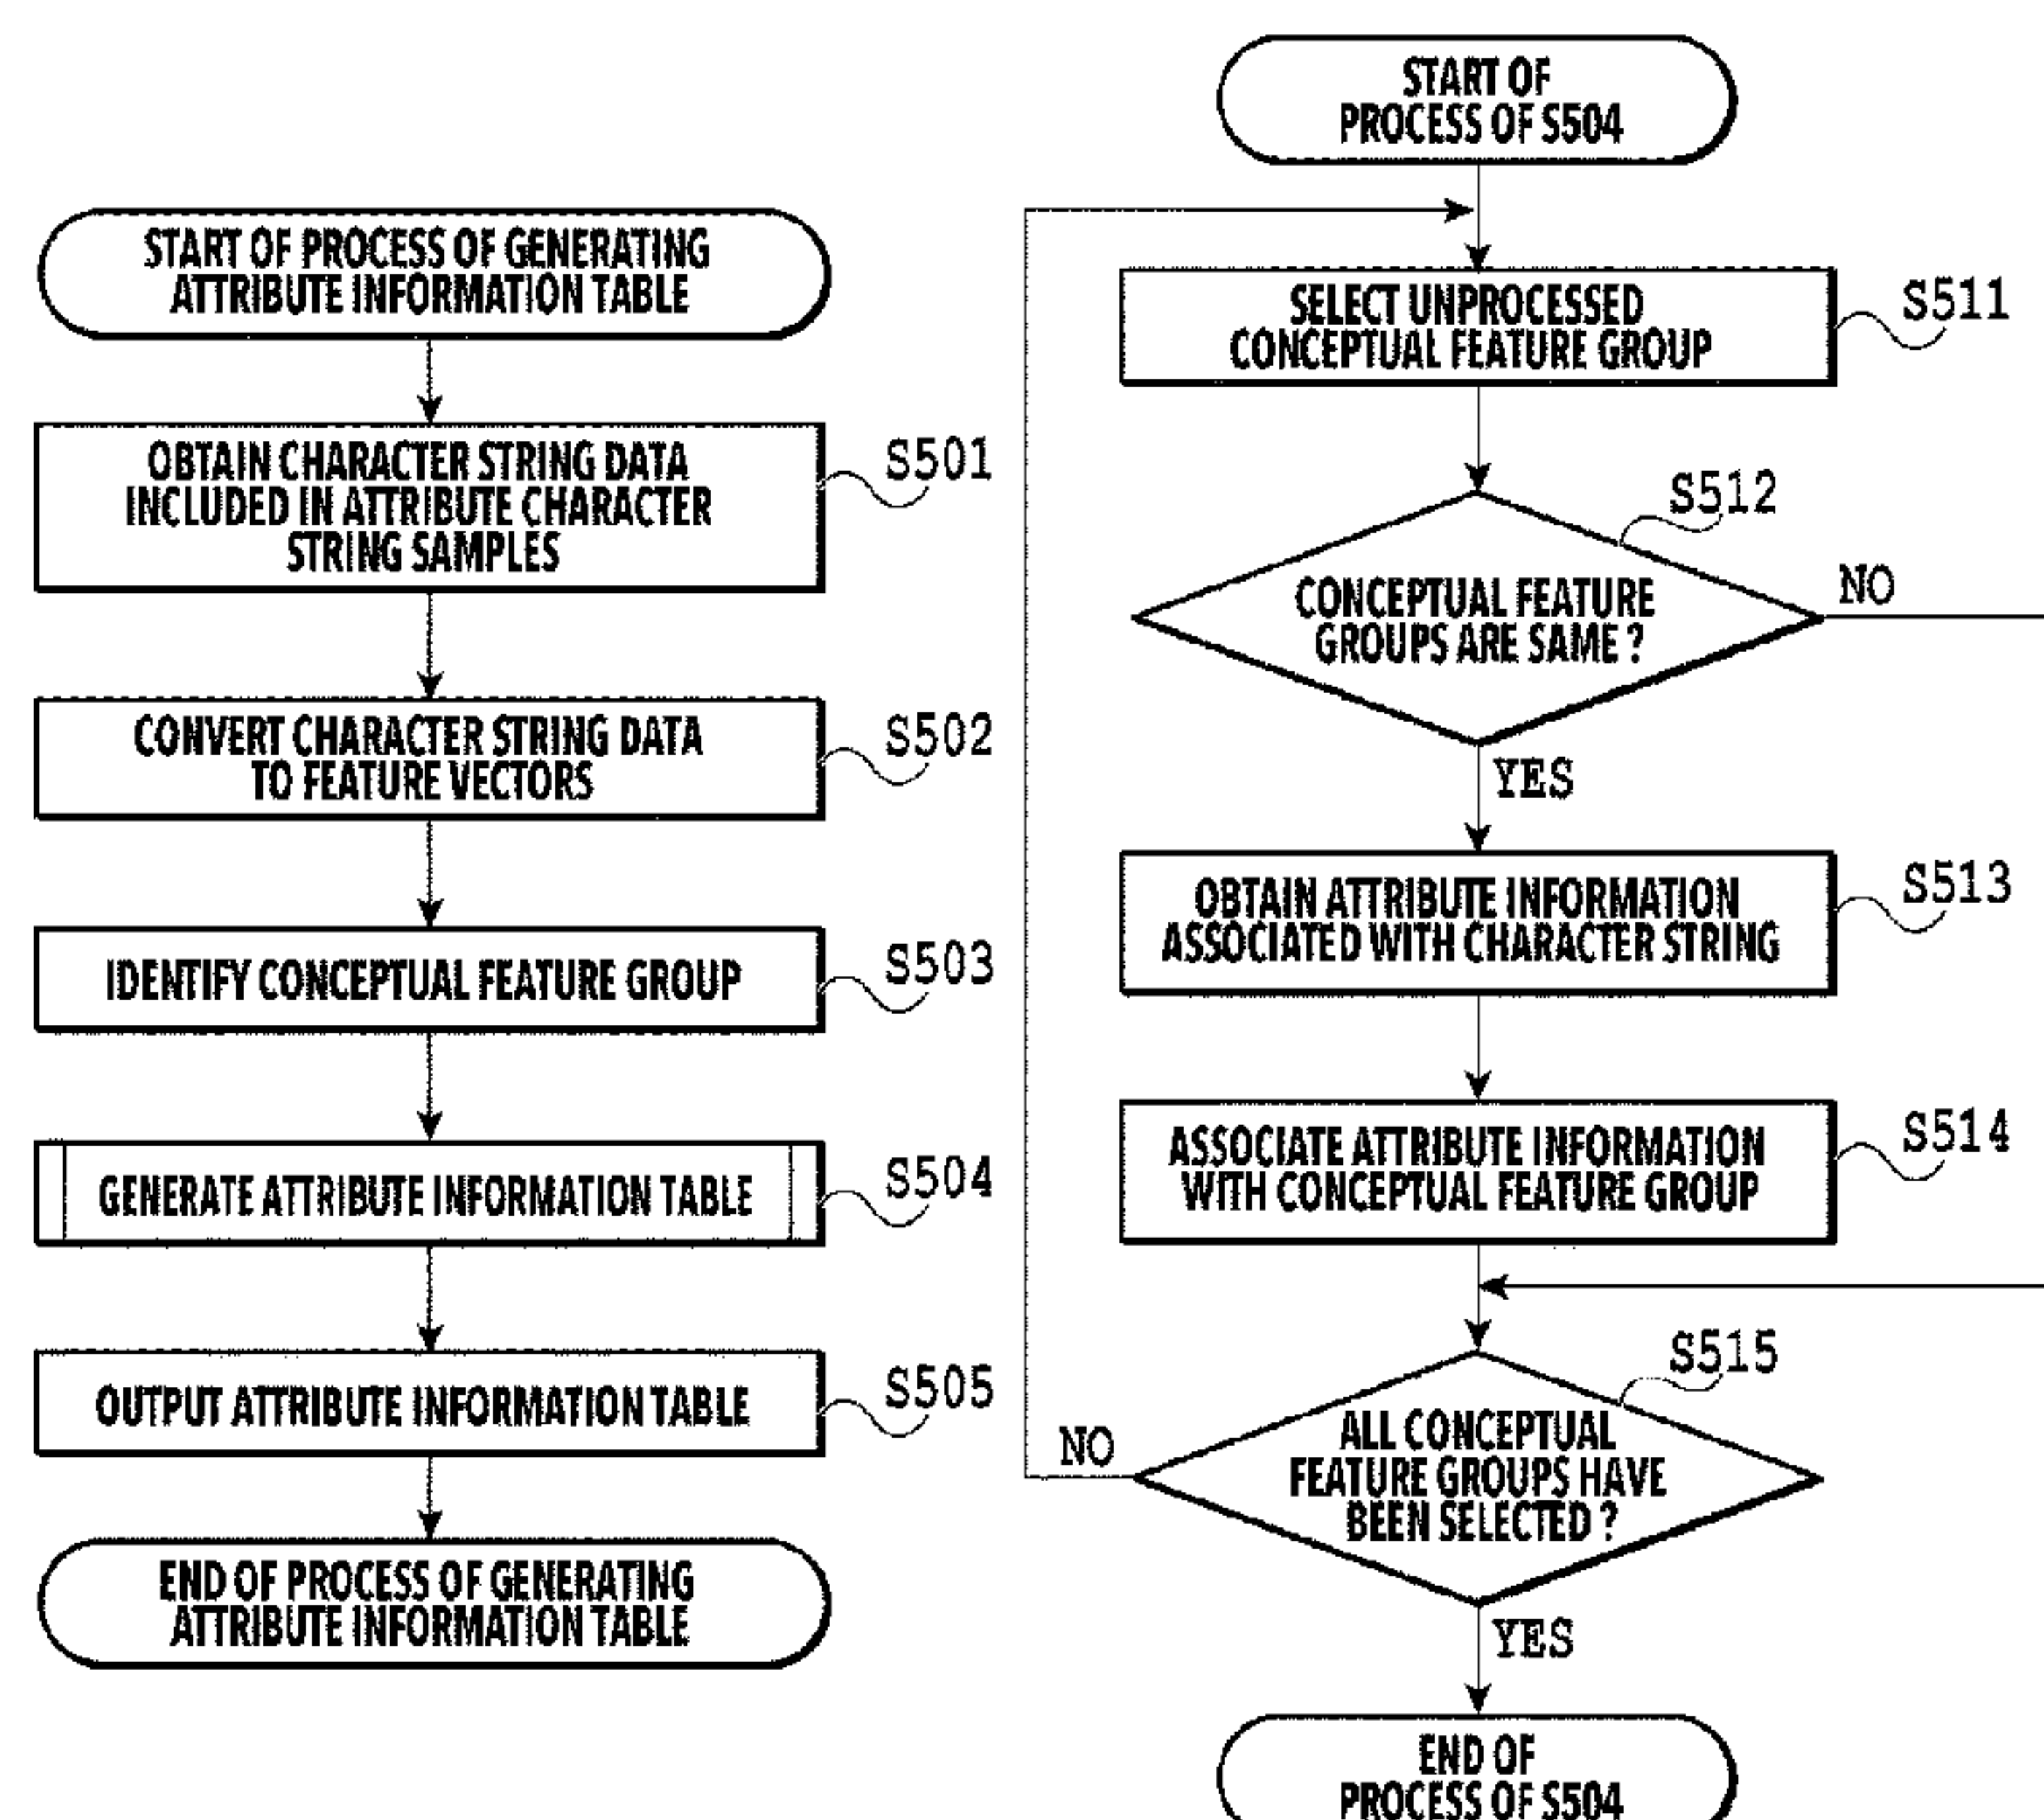 START OF PROCESS OF GENERATING
ATTRIBUTE INFORMATION TABLE
OBTAIN CHARACTER STRING DATA
INCLUDED IN ATTRIBUTE CHARACTER
STRING SAMPLES
S501
CONVERT CHARACTER STRING DATA
TO FEATURE VECTORS
S502
IDENTIFY CONCEPTUAL FEATURE GROUP
S503
GENERATE ATTRIBUTE INFORMATION TABLE
S504
OUTPUT ATTRIBUTE INFORMATION TABLE
S505
END OF PROCESS OF GENERATING
ATTRIBUTE INFORMATION TABLE
START OF
PROCESS OF S504
SELECT UNPROCESSED
CONCEPTUAL FEATURE GROUP
S511
S512
CONCEPTUAL FEATURE
GROUPS ARE SAME ?
NO
YES
OBTAIN ATTRIBUTE INFORMATION
ASSOCIATED WITH CHARACTER STRING
S513
ASSOCIATE ATTRIBUTE INFORMATION
WITH CONCEPTUAL FEATURE GROUP
S514
S515
ALL CONCEPTUAL
FEATURE GROUPS HAVE
BEEN SELECTED ?
NO
YES
END OF
PROCESS OF S504